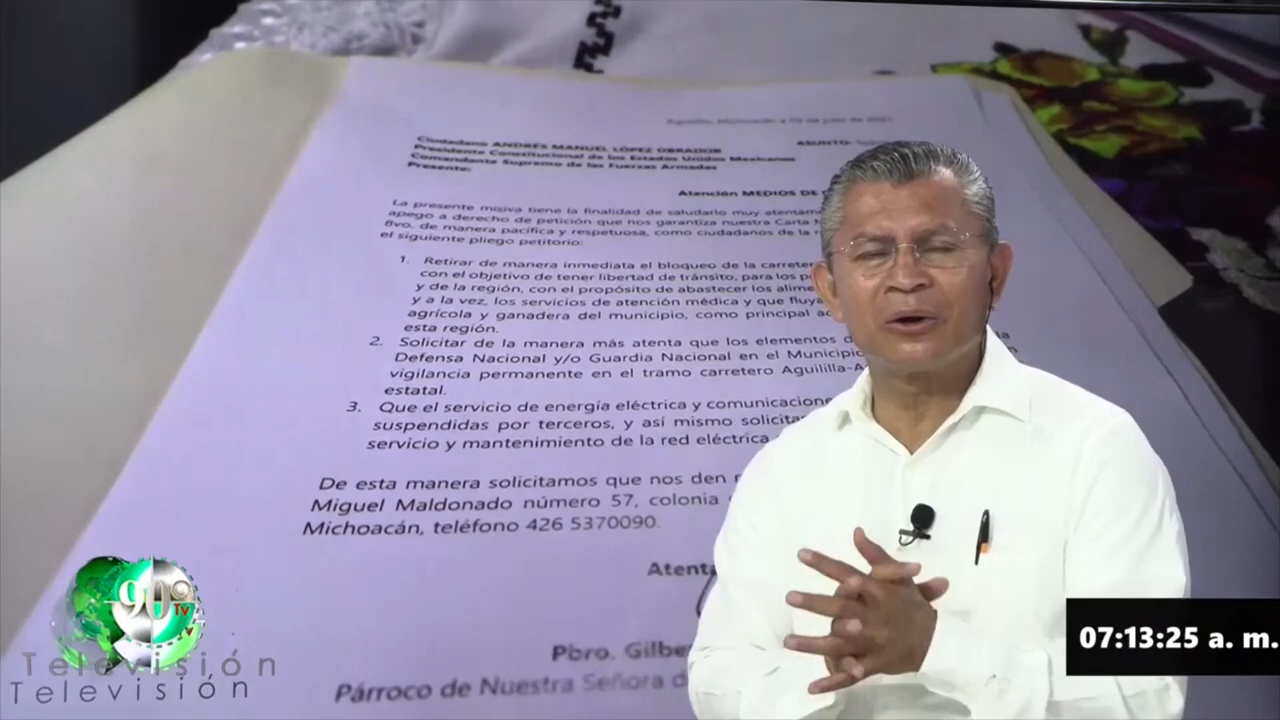 Aguililla, Michoacán a 03 de julio de 2021
Ciudadano ANDRÉS MANUEL LÓPEZ OBRADOR
ASUNTO:
Presidente Constitucional de los Estados Unidos Mexicanos
Comandante Supremo de las Fuerzas Armadas
Presente:
Atención MEDIOS DE
La presente misiva tiene la finalidad de saludarlo muy atentam
apego a derecho de petición que nos garantiza nuestra Carta
8vo, de manera pacífica y respetuosa, como ciudadanos de la
el siguiente pliego petitorio:
1. Retirar de manera inmediata el bloqueo de la carreter
con el objetivo de tener libertad de tránsito, para los
y de la región, con el propósito de abastecer los alime
y a la vez, los servicios de atención médica y que fluya
agrícola y ganadera del municipio, como principal ac
esta región.
2. Solicitar de la manera más atenta que los elementos d
la
Defensa Nacional y/o Guardia Nacional en el Municipio
vigilancia permanente en el tramo carretero Aguililla-A
estatal.
3. Que el servicio de energía eléctrica y comunicacione
suspendidas por terceros, y así mismo solicita
servicio y mantenimiento de la red eléctrica
De esta manera solicitamos que nos den
Miguel Maldonado número 57, colonia
Michoacán, teléfono 426 5370090.
Atenta
Pbro. Gilbe
Párroco de Nuestra Señora d
90°
Tv
Tv
Televisión
Televisión
07:13:25 a. m.